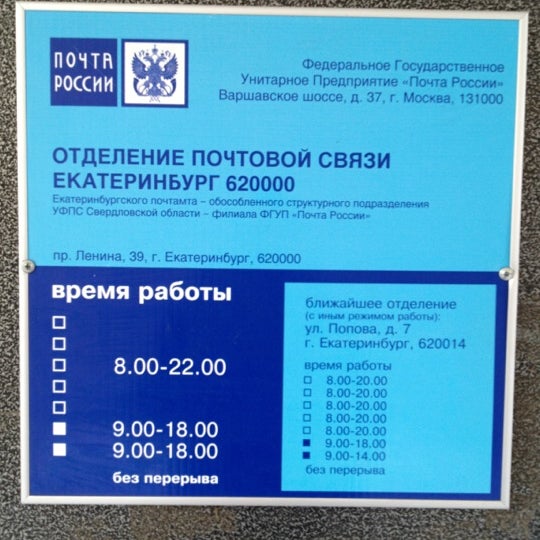 ПОЧТА
РОССИИ
Федеральное Государственное
Унитарное Предприятие «Почта России»
Варшавское шоссе, д. 37, г. Москва, 131000
ОТДЕЛЕНИЕ ПОЧТОВОЙ СВЯЗИ
ЕКАТЕРИНБУРГ 620000
Екатеринбургского почтамта – обособленного структурного подразделения
УФПС Свердловской области – филиала ФГУП «Почта России»
пр. Ленина, 39, г. Екатеринбург, 620000
время работы
8.00-22.00
9.00-18.00
9.00-18.00
без перерыва
ближайшее отделение
(с иным режимом работы):
ул. Попова, д. 7
г. Екатеринбург, 620014
время работы
8.00-20.00
8.00-20.00
8.00-20.00
8.00-20.00
8.00-20.00
9.00-18.00
9.00-14.00
без перерыва